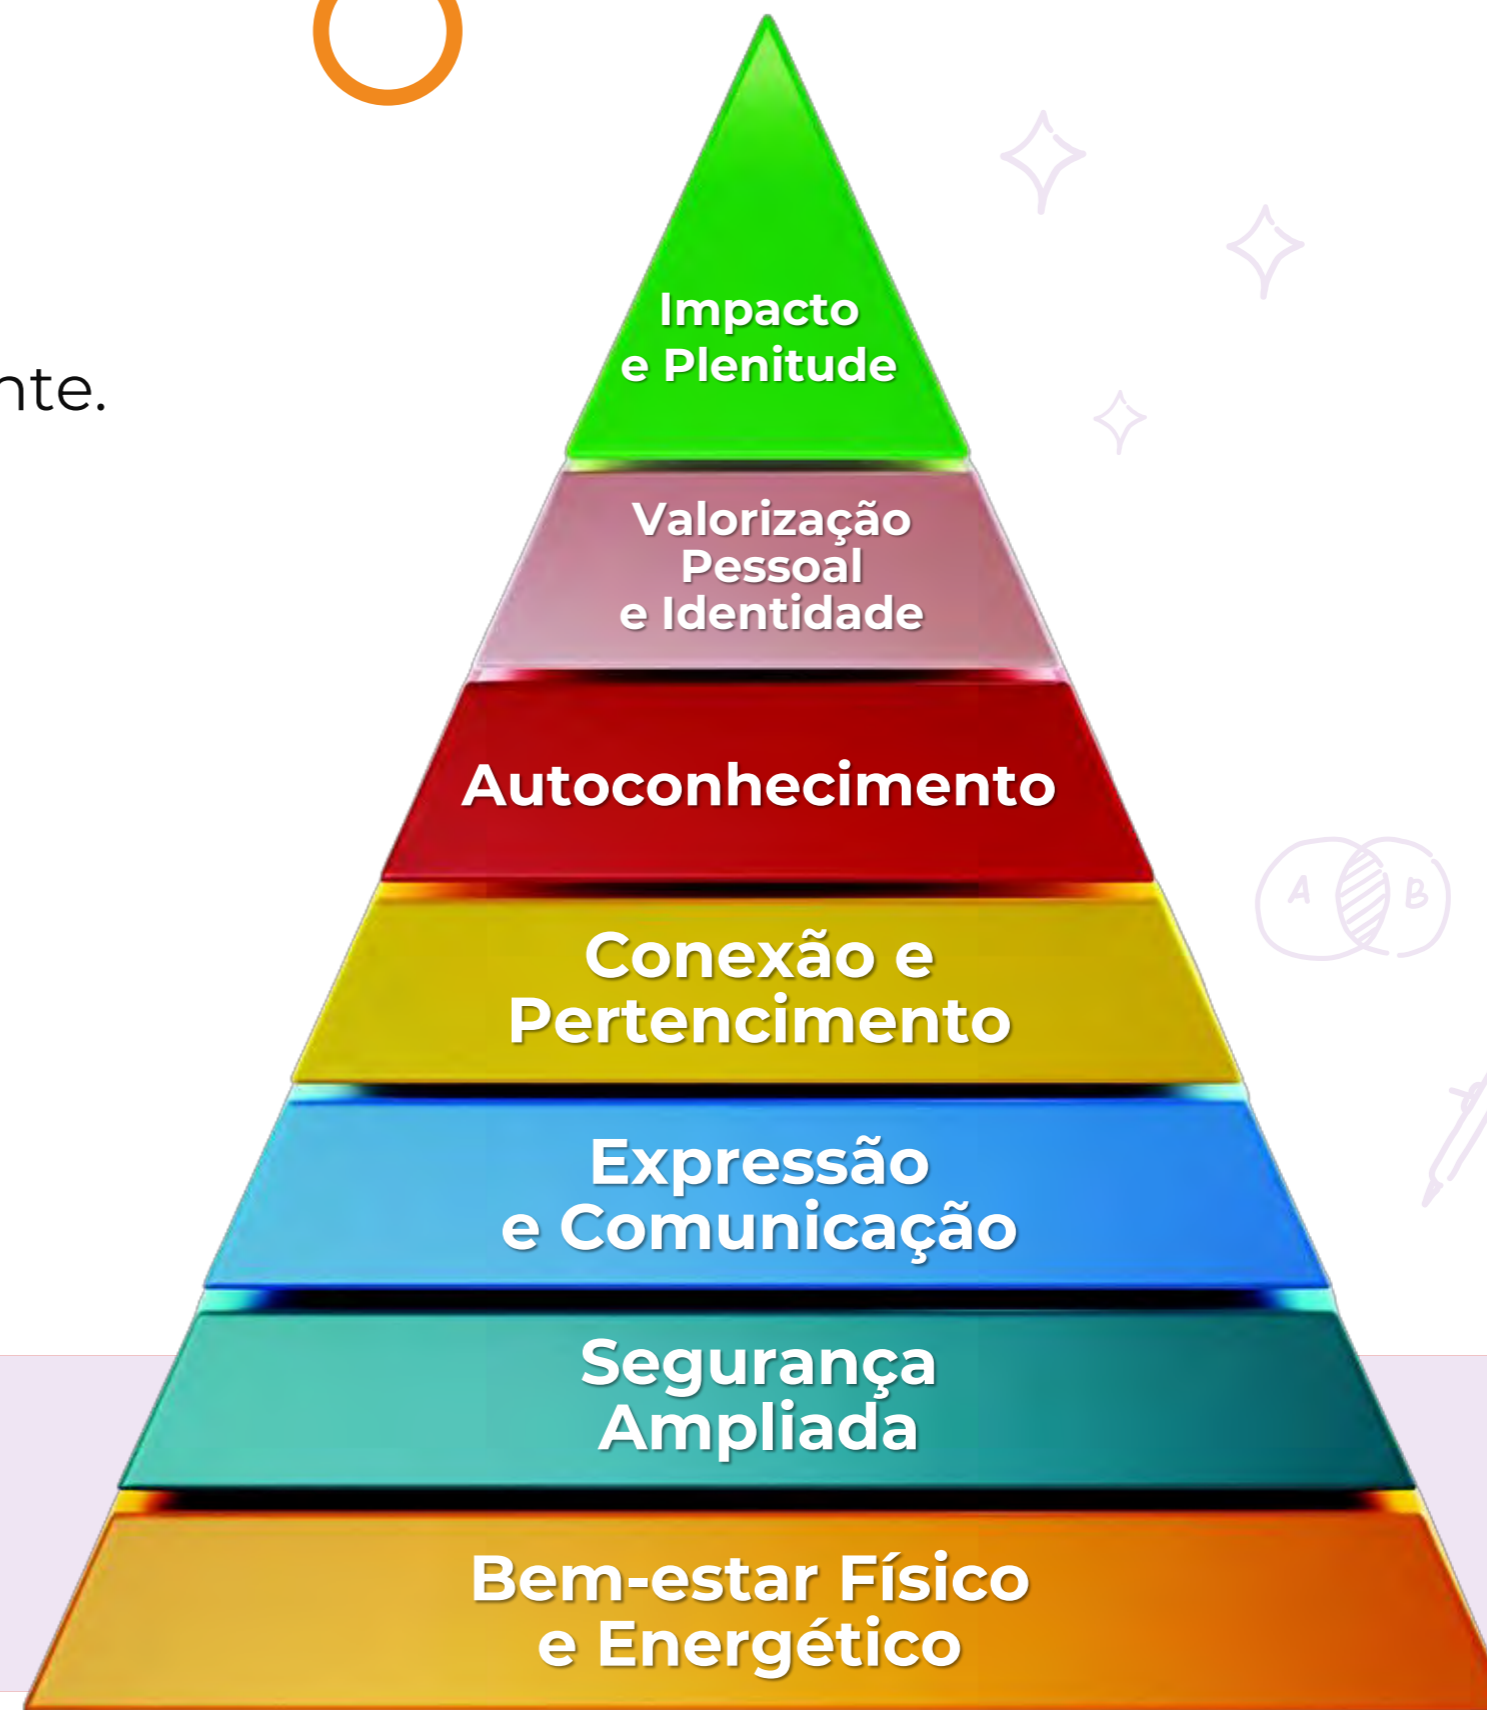 Impacto
e Plenitude
nte.
Valorização
Pessoal
e Identidade
Autoconhecimento
A B
Conexão e
Pertencimento
Expressão
e Comunicação
Segurança
Ampliada
Bem-estar Físico
e Energético